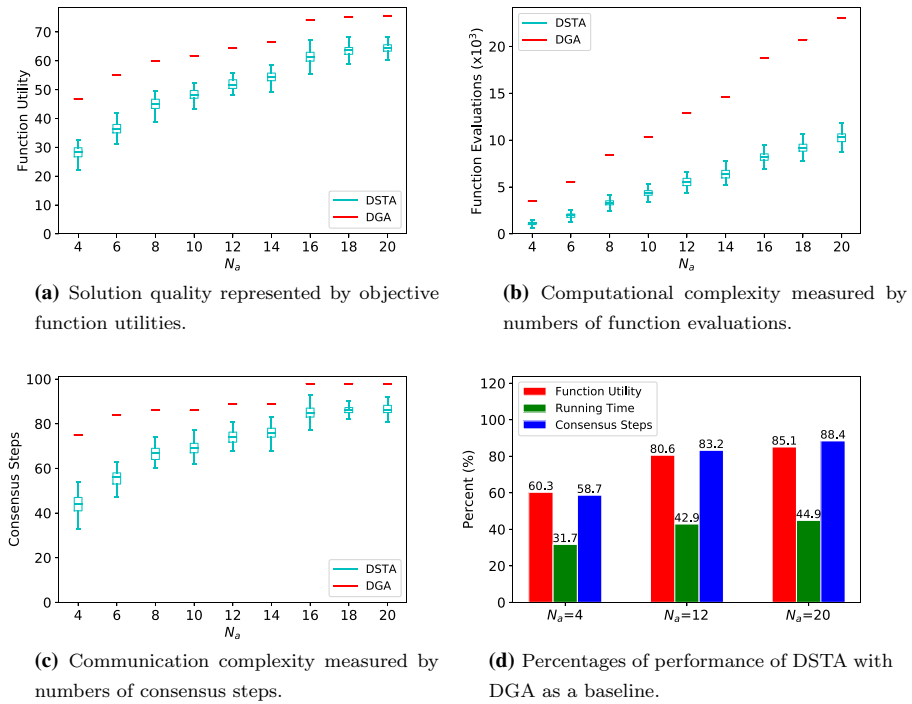 70
60
50
40
30
20
10
0
Function Utility
DSTA
DGA
4 6 8 10 12 14 16 18 20
Nₐ
(a) Solution quality represented by objective
function utilities.
20
15
10
5
0
Function Evaluations (x10³)
DSTA
DGA
4 6 8 10 12 14 16 18 20
Nₐ
(b) Computational complexity measured by
numbers of function evaluations.
100
80
60
40
20
0
Consensus Steps
DSTA
DGA
4 6 8 10 12 14 16 18 20
Nₐ
(c) Communication complexity measured by
numbers of consensus steps.
120
100
80
60
40
20
0
Percent (%)
Function Utility
Running Time
Consensus Steps
60.3 31.7 58.7
80.6 42.9 83.2
85.1 44.9 88.4
Nₐ=4 Nₐ=12 Nₐ=20
(d) Percentages of performance of DSTA with
DGA as a baseline.